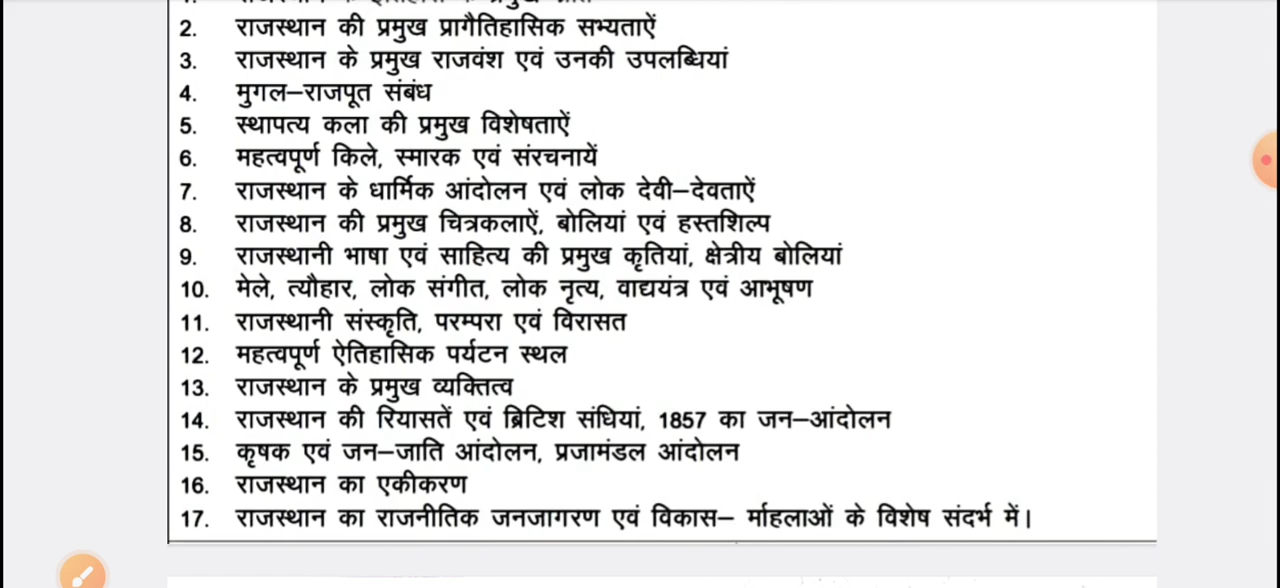 2. राजस्थान की प्रमुख प्रागैतिहासिक सभ्यताऐं
3. राजस्थान के प्रमुख राजवंश एवं उनकी उपलब्धियां
4. मुगल–राजपूत संबंध
5. स्थापत्य कला की प्रमुख विशेषताऐं
6. महत्वपूर्ण किले, स्मारक एवं संरचनायें
7. राजस्थान के धार्मिक आंदोलन एवं लोक देवी–देवताऐं
8. राजस्थान की प्रमुख चित्रकलाऐं, बोलियां एवं हस्तशिल्प
9. राजस्थानी भाषा एवं साहित्य की प्रमुख कृतियां, क्षेत्रीय बोलियां
10. मेले, त्यौहार, लोक संगीत, लोक नृत्य, वाद्ययंत्र एवं आभूषण
11. राजस्थानी संस्कृति, परम्परा एवं विरासत
12. महत्वपूर्ण ऐतिहासिक पर्यटन स्थल
13. राजस्थान के प्रमुख व्यक्तित्व
14. राजस्थान की रियासतें एवं ब्रिटिश संधियां, 1857 का जन–आंदोलन
15. कृषक एवं जन–जाति आंदोलन, प्रजामंडल आंदोलन
16. राजस्थान का एकीकरण
17. राजस्थान का राजनीतिक जनजागरण एवं विकास– र्माहलाओं के विशेष संदर्भ में।